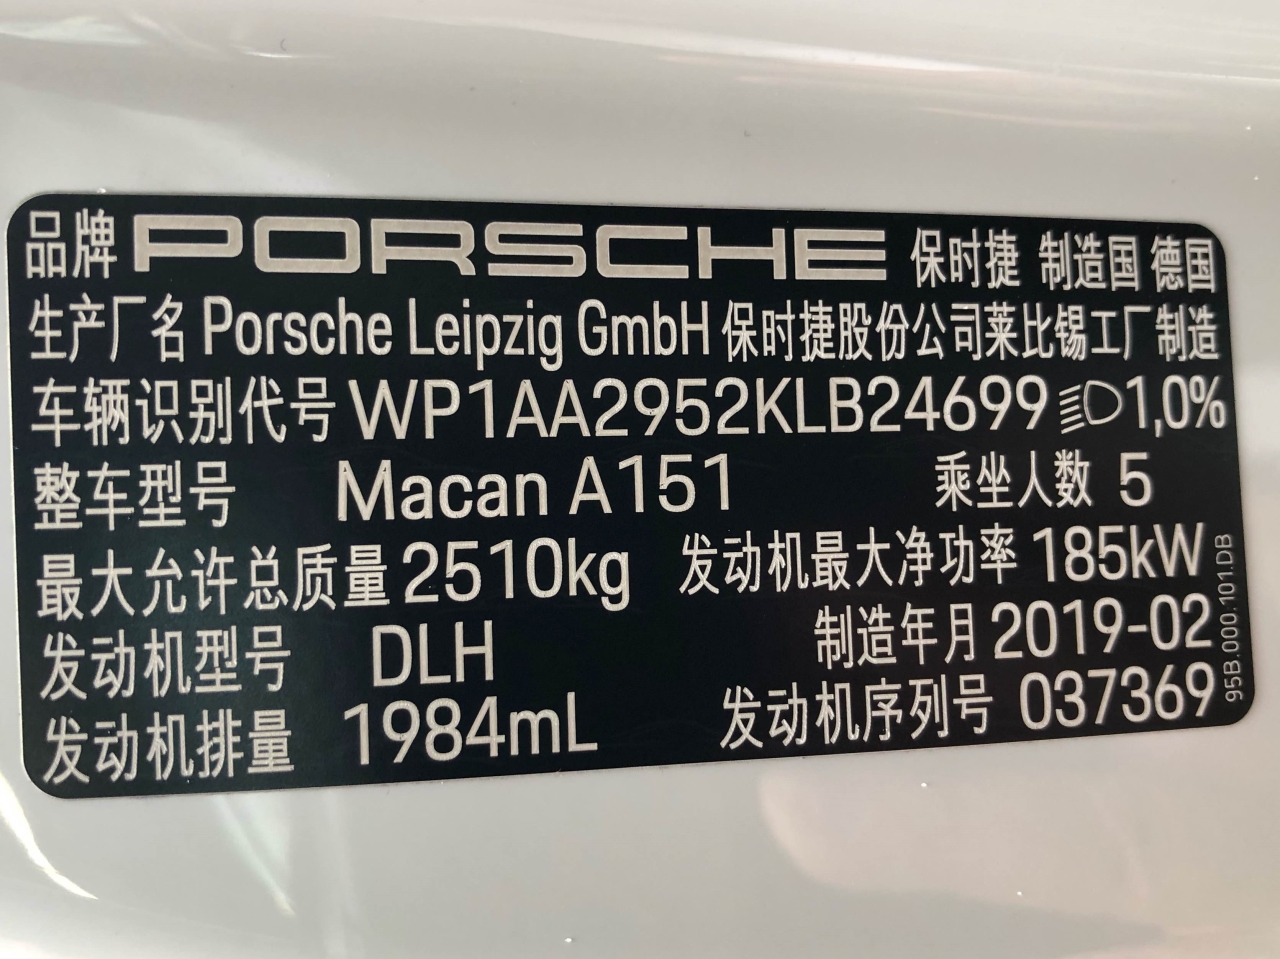 品牌 PORSCHE 保时捷 制造国 德国
生产厂名 Porsche Leipzig GmbH 保时捷股份公司莱比锡工厂制造
车辆识别代号 WP1AA2952KLB24699 1,0%
整车型号 Macan A151 乘坐人数 5
最大允许总质量 2510kg 发动机最大净功率 185kW
发动机型号 DLH 制造年月 2019-02
发动机排量 1984mL 发动机序列号 037369
95B.000.101.DB